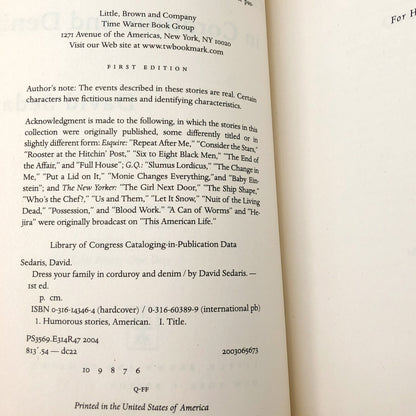 Little, Brown and Company
Time Warner Book Group
1271 Avenue of the Americas, New York, NY 10020
Visit our Web site at www.twbookmark.com
FIRST EDITION
Author's note: The events described in these stories are real. Certain
characters have fictitious names and identifying characteristics.
Acknowledgment is made to the following, in which the stories in this
collection were originally published, some differently titled or in
slightly different form: Esquire: "Repeat After Me," "Consider the Stars,"
"Rooster at the Hitchin' Post," "Six to Eight Black Men," "The End of
the Affair," and "Full House"; G.Q.: "Slumus Lordicus," "The Change in
Me," "Put a Lid on It," "Monie Changes Everything," and "Baby Ein-
stein"; and The New Yorker: "The Girl Next Door," "The Ship Shape,"
"Who's the Chef?," "Us and Them," "Let It Snow," "Nuit of the Living
Dead," "Possession," and "Blood Work." "A Can of Worms" and "He-
jira" were originally broadcast on "This American Life."
Library of Congress Cataloging-in-Publication Data
Sedaris, David.
Dress your family in corduroy and denim / by David Sedaris. —
1st ed.
p. cm.
ISBN 0-316-14346-4 (hardcover) / 0-316-60389-9 (international pb)
1. Humorous stories, American. I. Title.
PS3569.E314R47 2004
813'.54 — dc22 2003065673
10 9 8 7 6
Q-FF
Printed in the United States of America
For H